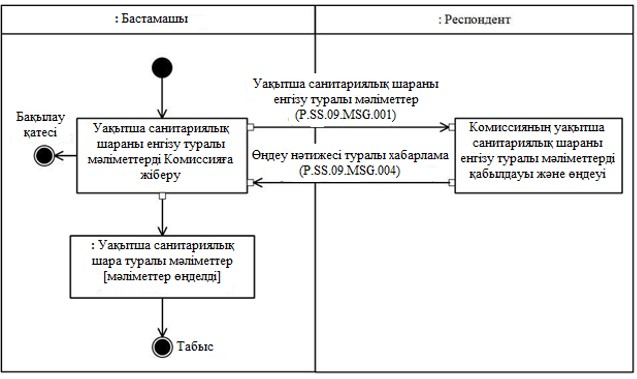 : Бастамашы
: Респондент
Уақытша санитариялық шараны
енгізу туралы мәліметтер
(P.SS.09.MSG.001)
Бақылау
қатесі
Уақытша санитариялық
шараны енгізу туралы
мәліметтерді Комиссияға
жіберу
Комиссияның уақытша
санитариялық шараны
енгізу туралы мәліметтерді
қабылдауы және өңдеуі
Өңдеу нәтижесі туралы хабарлама
(P.SS.09.MSG.004)
: Уақытша санитариялық
шара туралы мәліметтер
[мәліметтер өңделді]
Табыс